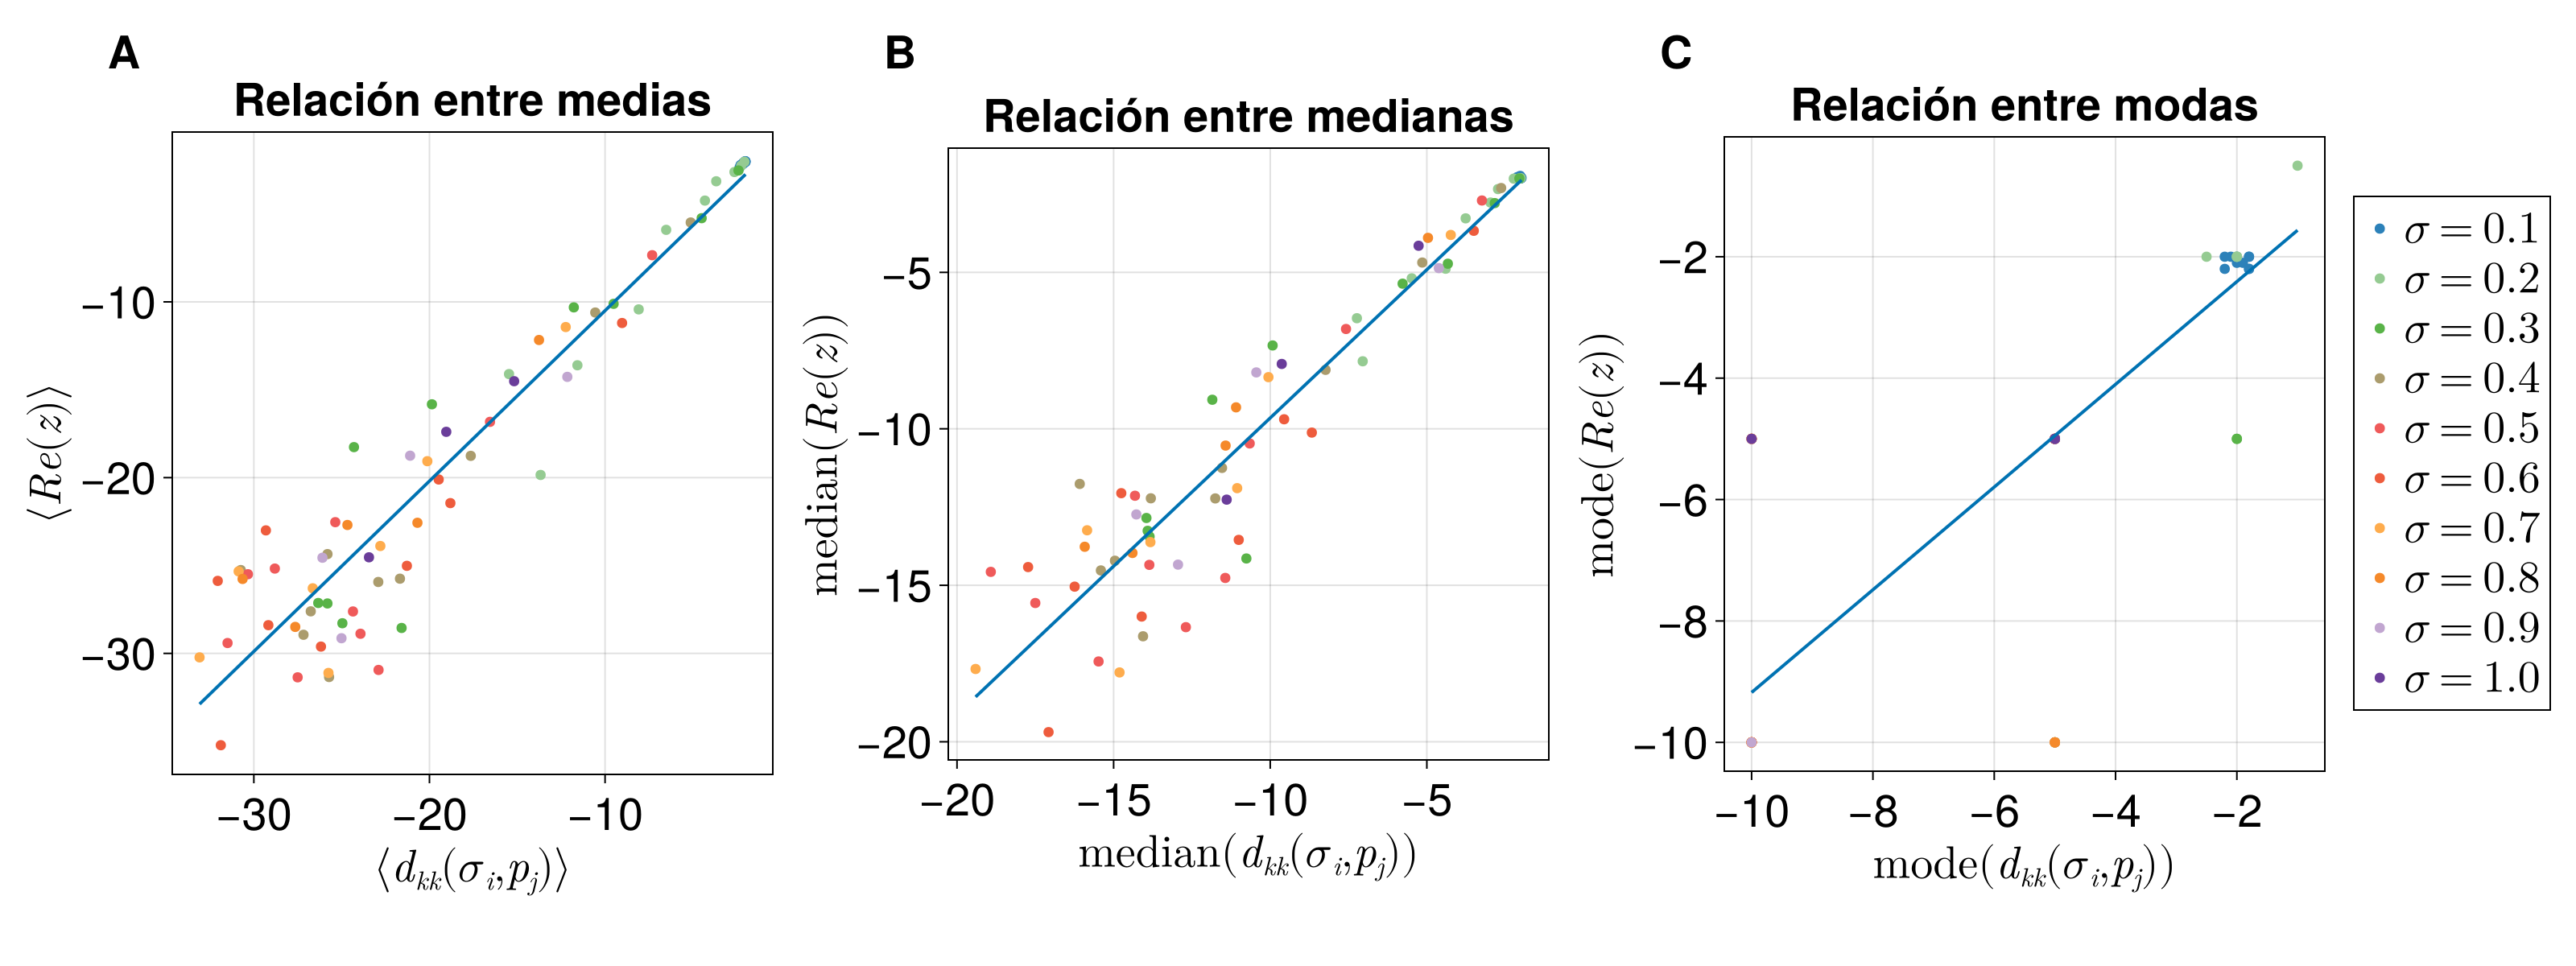 A
Relación entre medias
⟨Re(z)⟩
−10
−20
−30
−30 −20 −10
⟨d_kk(σ_i,p_j)⟩
B
Relación entre medianas
median(Re(z))
−5
−10
−15
−20
−20 −15 −10 −5
median(d_kk(σ_i,p_j))
C
Relación entre modas
mode(Re(z))
−2
−4
−6
−8
−10
−10 −8 −6 −4 −2
mode(d_kk(σ_i,p_j))
σ = 0.1
σ = 0.2
σ = 0.3
σ = 0.4
σ = 0.5
σ = 0.6
σ = 0.7
σ = 0.8
σ = 0.9
σ = 1.0